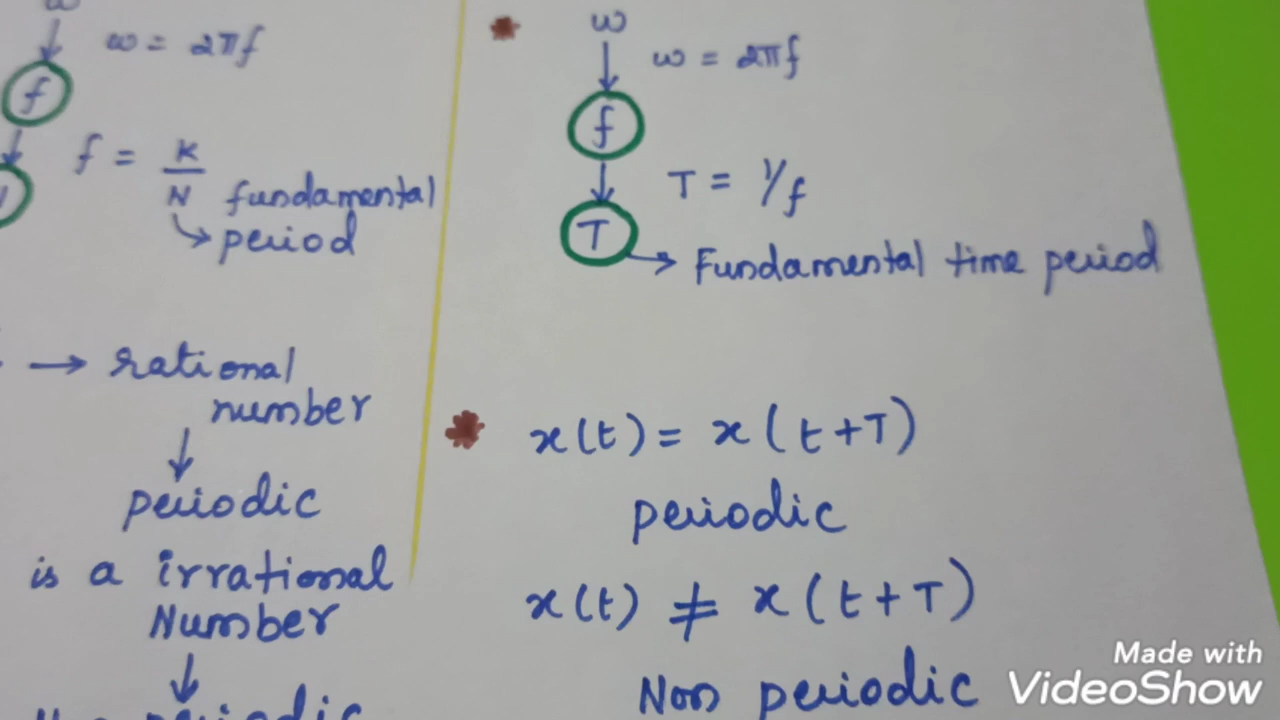 ω
ω = 2πf
f
f = K/N fundamental
period
→ rational
number
periodic
is a irrational
Number
periodic
ω
ω = 2πf
f
T = 1/f
T
Fundamental time period
x(t) = x(t+T)
periodic
x(t) ≠ x(t+T)
Non periodic
Made with
VideoShow